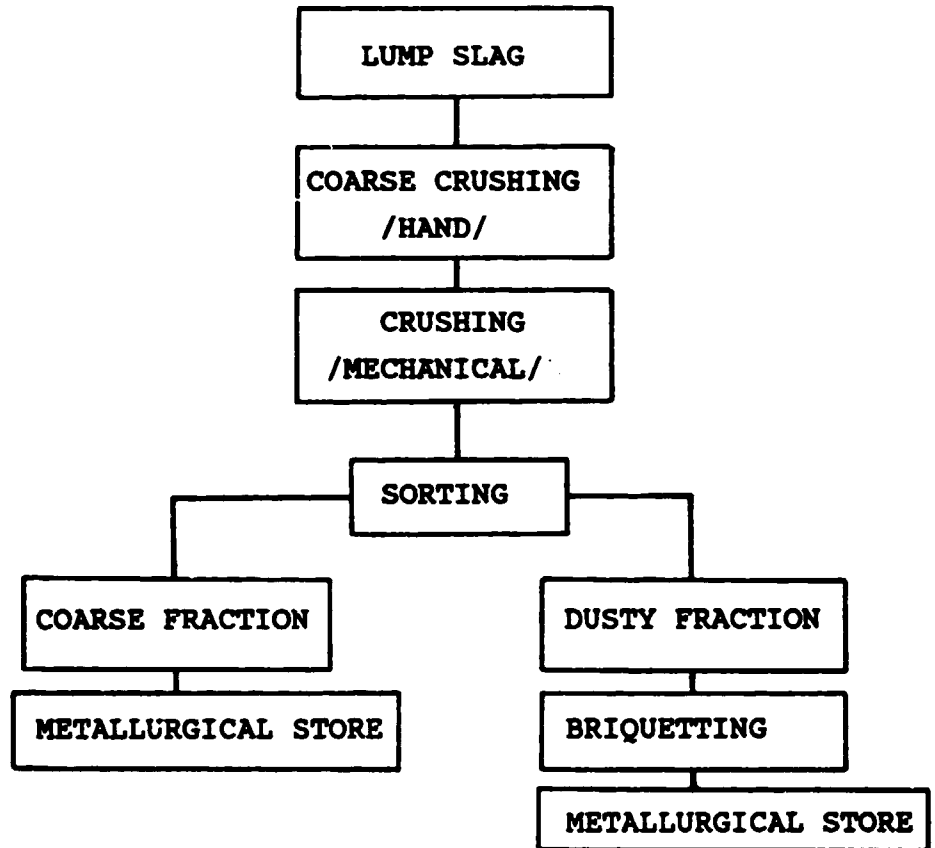 LUMP SLAG
COARSE CRUSHING
/HAND/
CRUSHING
/MECHANICAL/
SORTING
COARSE FRACTION
DUSTY FRACTION
METALLURGICAL STORE
BRIQUETTING
METALLURGICAL STORE